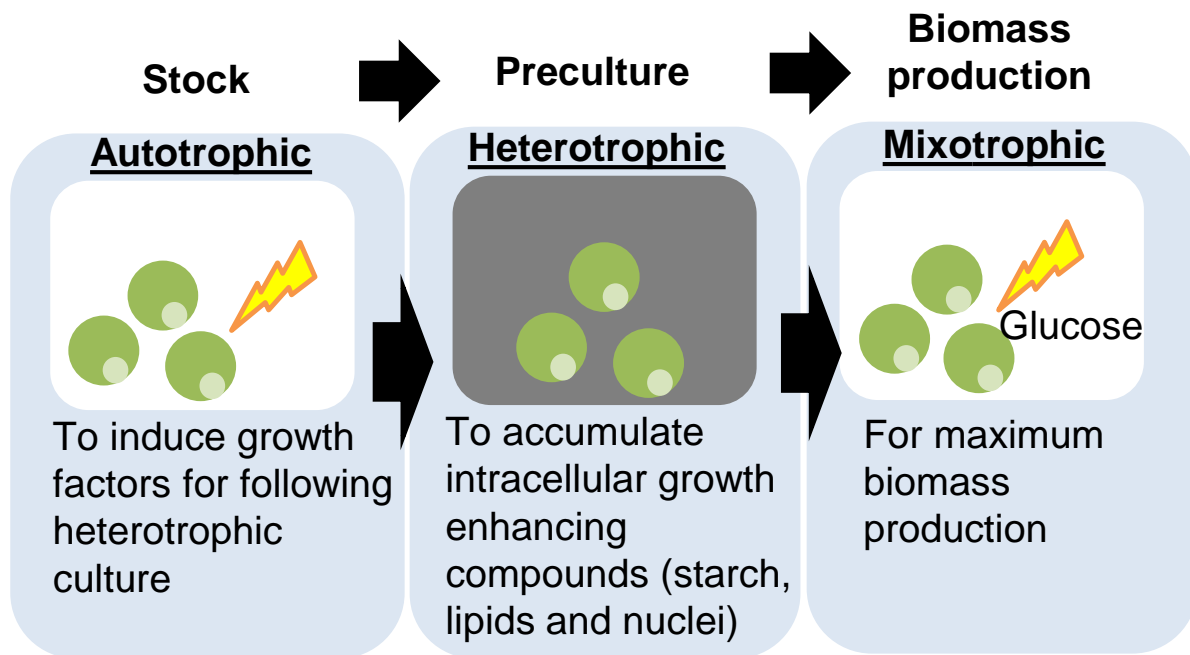 Stock
Preculture
Biomass
production
Autotrophic
To induce growth
factors for following
heterotrophic
culture
Heterotrophic
To accumulate
intracellular growth
enhancing
compounds (starch,
lipids and nuclei)
Mixotrophic
Glucose
For maximum
biomass
production